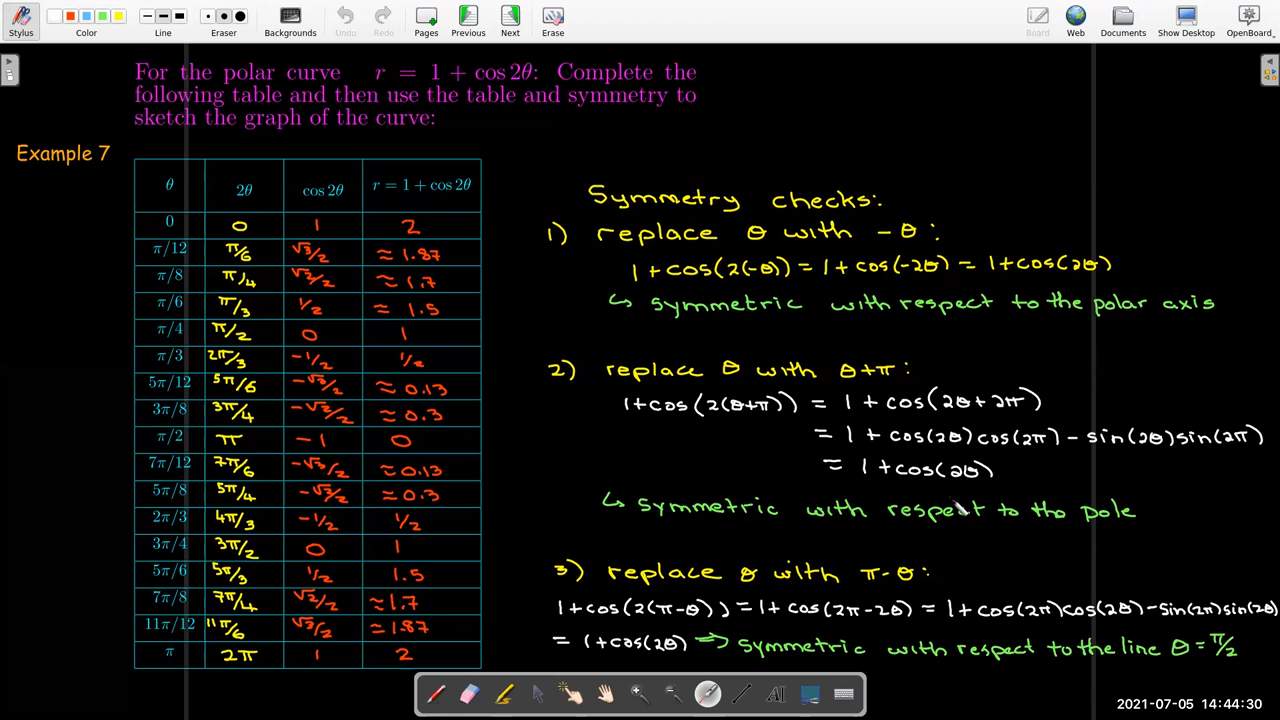 Stylus Color Line Eraser Backgrounds Undo Redo Pages Previous Next Erase Board Web Documents Show Desktop OpenBoard
For the polar curve r = 1 + cos 2θ: Complete the
following table and then use the table and symmetry to
sketch the graph of the curve:
Example 7
θ 2θ cos 2θ r = 1 + cos 2θ
0 0 1 2
π/12 π/6 √3/2 ≈ 1.87
π/8 π/4 √2/2 ≈ 1.7
π/6 π/3 1/2 ≈ 1.5
π/4 π/2 0 1
π/3 2π/3 -1/2 1/2
5π/12 5π/6 -√3/2 ≈ 0.13
3π/8 3π/4 -√2/2 ≈ 0.3
π/2 π -1 0
7π/12 7π/6 -√3/2 ≈ 0.13
5π/8 5π/4 -√2/2 ≈ 0.3
2π/3 4π/3 -1/2 1/2
3π/4 3π/2 0 1
5π/6 5π/3 1/2 1.5
7π/8 7π/4 √2/2 ≈ 1.7
11π/12 11π/6 √3/2 ≈ 1.87
π 2π 1 2
Symmetry checks:
1) replace θ with -θ:
1+cos(2(-θ)) = 1+cos(-2θ) = 1+cos(2θ)
↳ symmetric with respect to the polar axis
2) replace θ with θ+π:
1+cos(2(θ+π)) = 1 + cos(2θ+2π)
= 1 + cos(2θ)cos(2π) - sin(2θ)sin(2π)
= 1 + cos(2θ)
↳ symmetric with respect to the pole
3) replace θ with π-θ:
1+cos(2(π-θ)) = 1+cos(2π-2θ) = 1+cos(2π)cos(2θ)-sin(2π)sin(2θ)
= 1+cos(2θ) ⇒ symmetric with respect to the line θ = π/2
2021-07-05 14:44:30